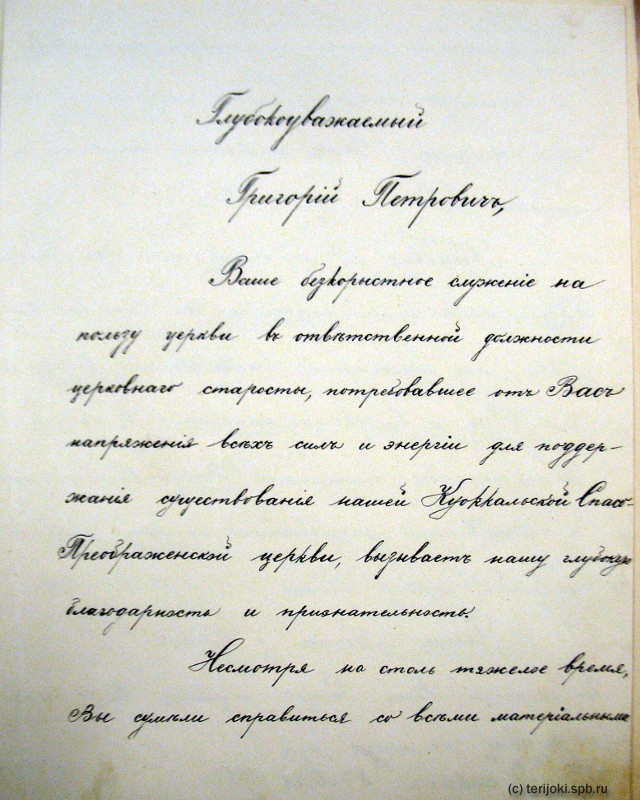 Глубокоуважаемый
Григорій Петровичъ,
Ваше безкорыстное служеніе на
пользу церкви въ отвѣтственной должности
церковнаго старосты, потребовавшее отъ Васъ
напряженія всѣхъ силъ и энергіи для поддер-
жанія существованія нашей Куоккальской Спасо-
Преображенской церкви, вызываетъ нашу глубокую
благодарность и признательность.
Несмотря на столь тяжелое время,
Вы сумѣли справиться со всѣми матеріальными
(c) terijoki.spb.ru